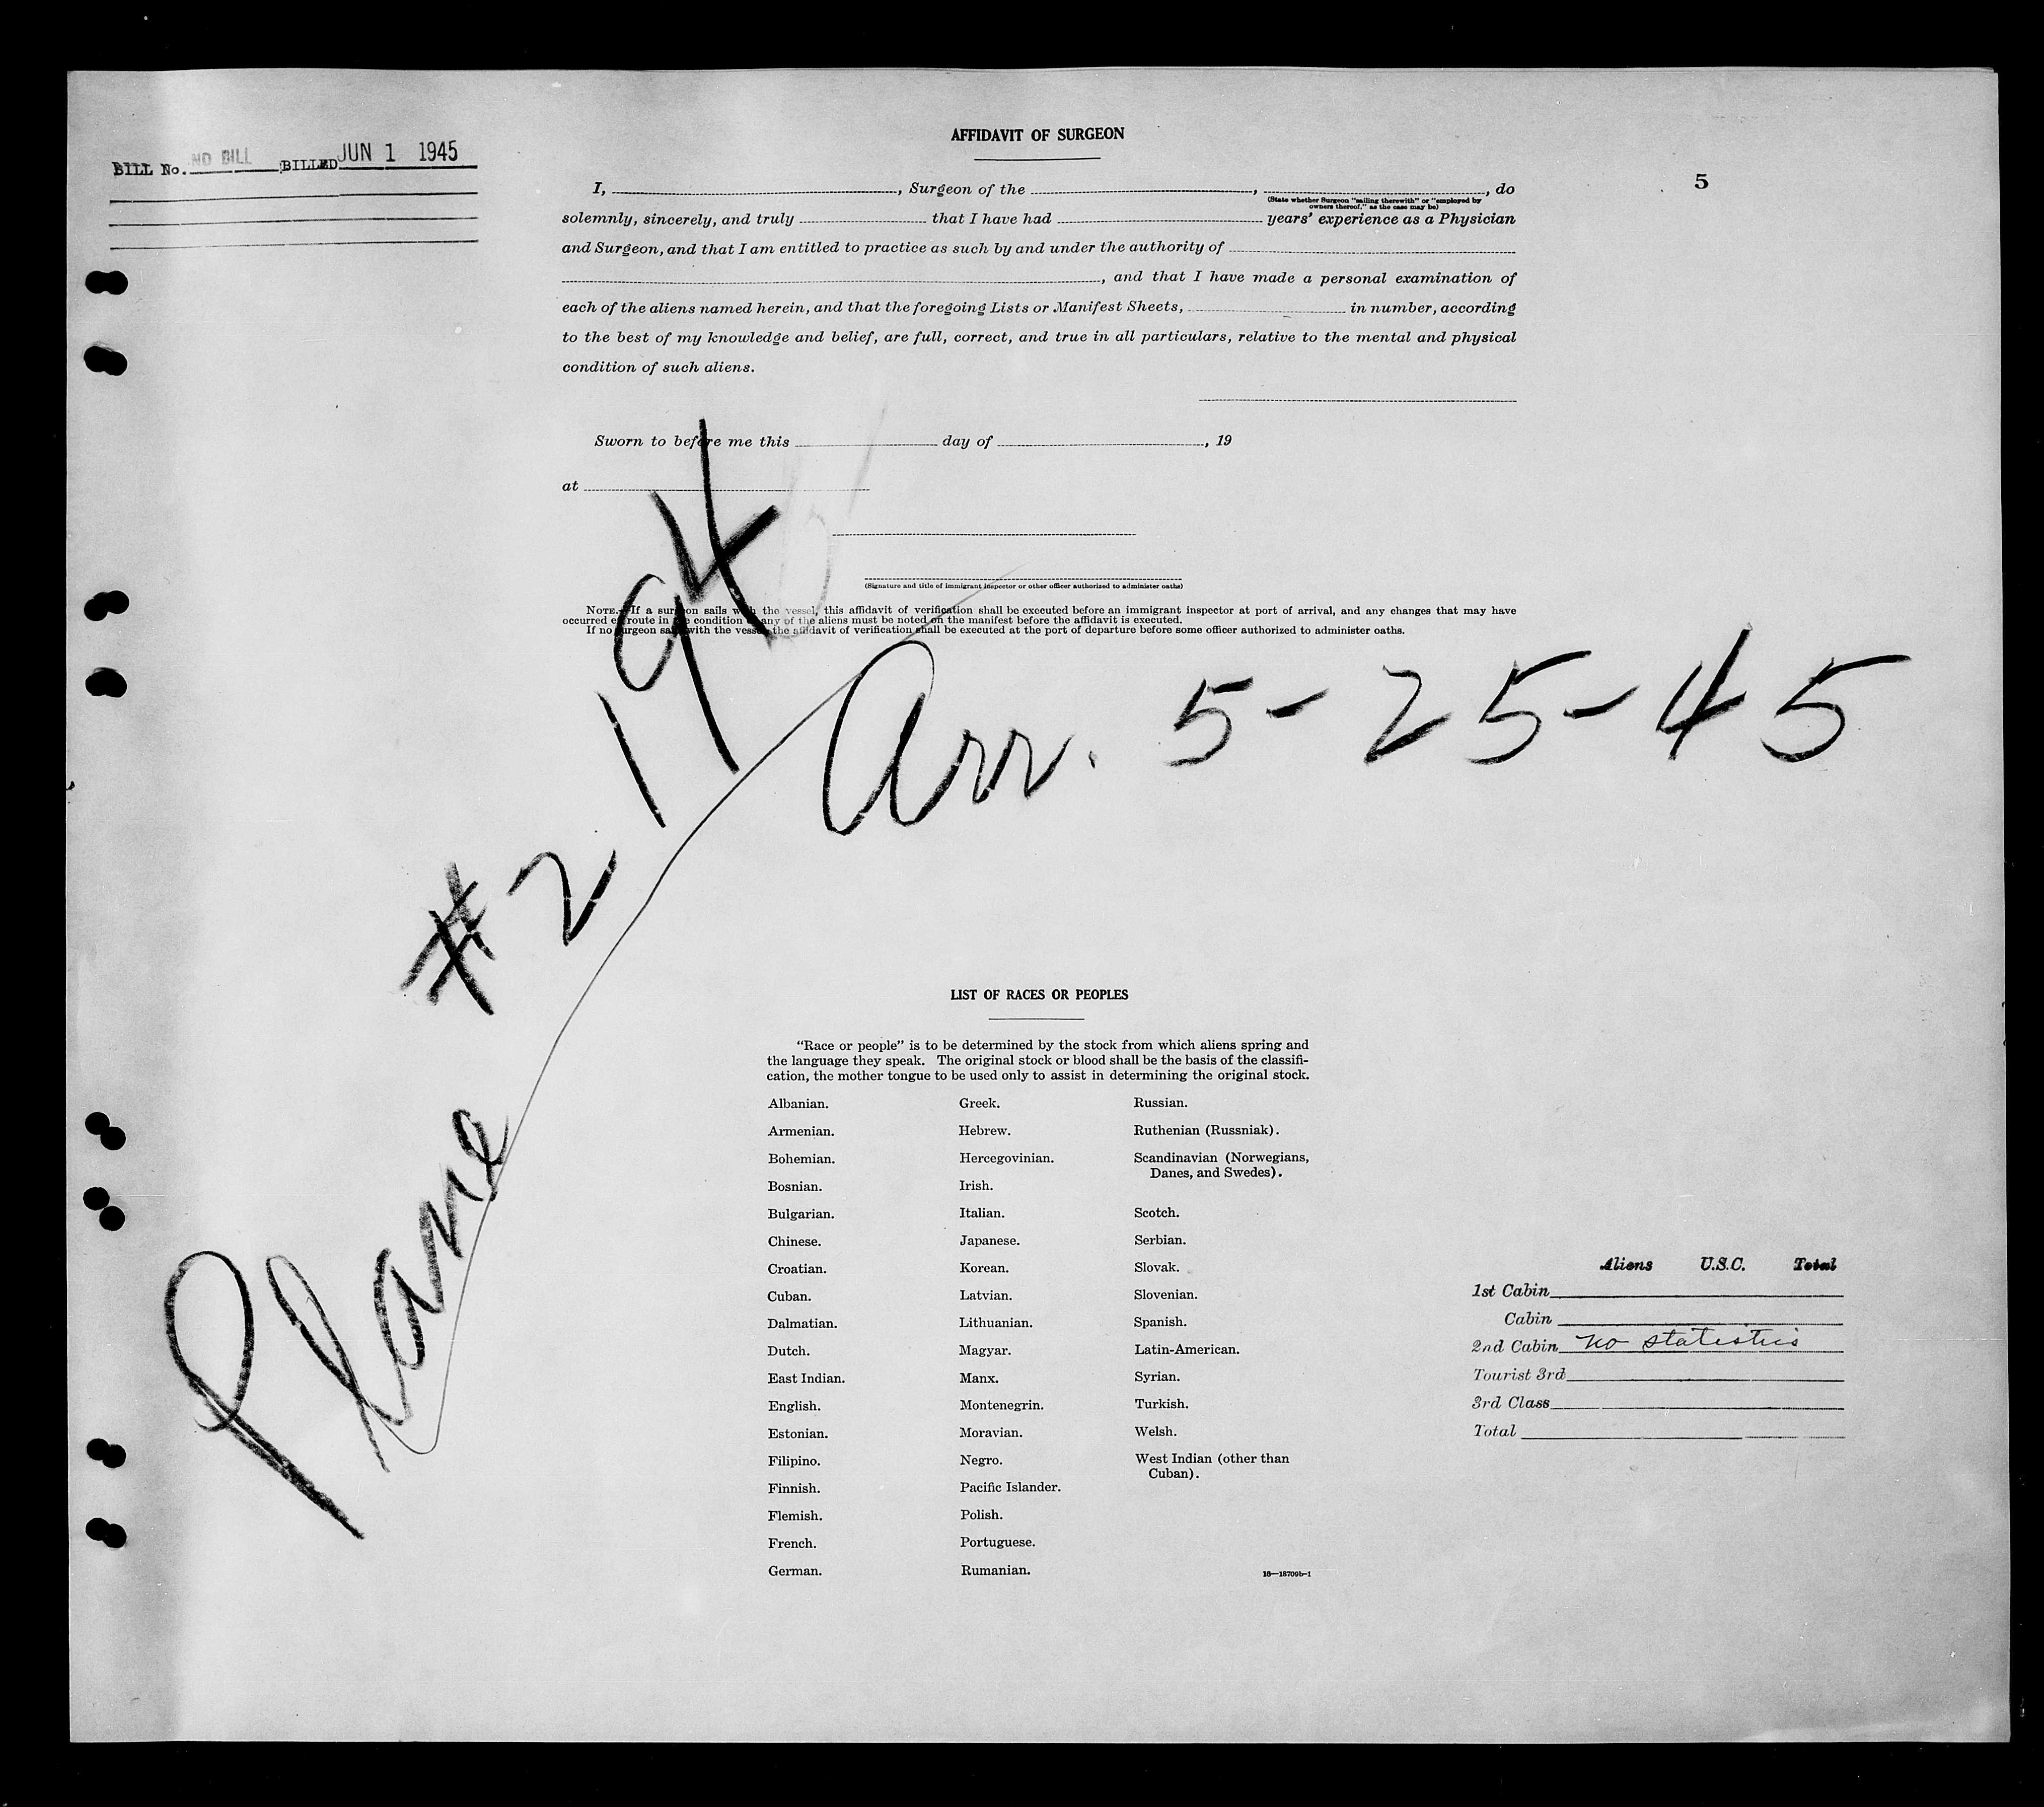 BILL No. NO BILL BILLED JUN 1 1945
AFFIDAVIT OF SURGEON
5
I, , Surgeon of the , , do
(State whether Surgeon "sailing therewith" or "employed by
owners thereof," as the case may be)
solemnly, sincerely, and truly that I have had years' experience as a Physician
and Surgeon, and that I am entitled to practice as such by and under the authority of
, and that I have made a personal examination of
each of the aliens named herein, and that the foregoing Lists or Manifest Sheets, in number, according
to the best of my knowledge and belief, are full, correct, and true in all particulars, relative to the mental and physical
condition of such aliens.
Sworn to before me this day of , 19
at
(Signature and title of immigrant inspector or other officer authorized to administer oaths)
NOTE.—If a surgeon sails with the vessel, this affidavit of verification shall be executed before an immigrant inspector at port of arrival, and any changes that may have
occurred en route in the condition of any of the aliens must be noted on the manifest before the affidavit is executed.
If no surgeon sails with the vessel, the affidavit of verification shall be executed at the port of departure before some officer authorized to administer oaths.
Plane #2 194
Arr. 5-25-45
LIST OF RACES OR PEOPLES
"Race or people" is to be determined by the stock from which aliens spring and
the language they speak. The original stock or blood shall be the basis of the classifi-
cation, the mother tongue to be used only to assist in determining the original stock.
Albanian.
Armenian.
Bohemian.
Bosnian.
Bulgarian.
Chinese.
Croatian.
Cuban.
Dalmatian.
Dutch.
East Indian.
English.
Estonian.
Filipino.
Finnish.
Flemish.
French.
German.
Greek.
Hebrew.
Hercegovinian.
Irish.
Italian.
Japanese.
Korean.
Latvian.
Lithuanian.
Magyar.
Manx.
Montenegrin.
Moravian.
Negro.
Pacific Islander.
Polish.
Portuguese.
Rumanian.
Russian.
Ruthenian (Russniak).
Scandinavian (Norwegians,
Danes, and Swedes).
Scotch.
Serbian.
Slovak.
Slovenian.
Spanish.
Latin-American.
Syrian.
Turkish.
Welsh.
West Indian (other than
Cuban).
16—18709b-1
Aliens U.S.C. Total
1st Cabin
Cabin
2nd Cabin no statistics
Tourist 3rd
3rd Class
Total